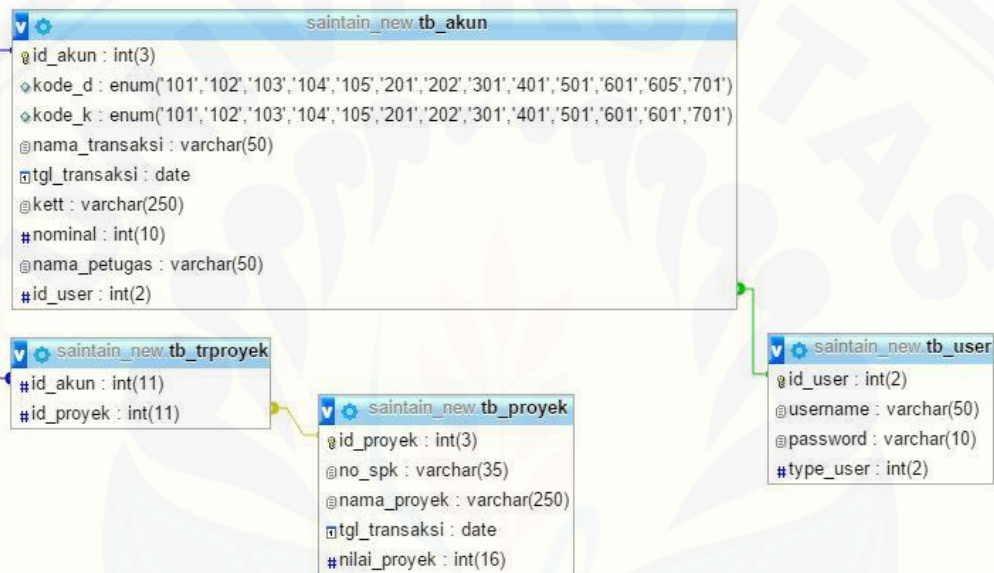 saintain_new.tb_akun
id_akun : int(3)
kode_d : enum('101','102','103','104','105','201','202','301','401','501','601','605','701')
kode_k : enum('101','102','103','104','105','201','202','301','401','501','601','601','701')
nama_transaksi : varchar(50)
tgl_transaksi : date
kett : varchar(250)
#nominal : int(10)
nama_petugas : varchar(50)
#id_user : int(2)
saintain_new.tb_trproyek
#id_akun : int(11)
#id_proyek : int(11)
saintain_new.tb_proyek
id_proyek : int(3)
no_spk : varchar(35)
nama_proyek : varchar(250)
tgl_transaksi : date
#nilai_proyek : int(16)
saintain_new.tb_user
id_user : int(2)
username : varchar(50)
password : varchar(10)
#type_user : int(2)